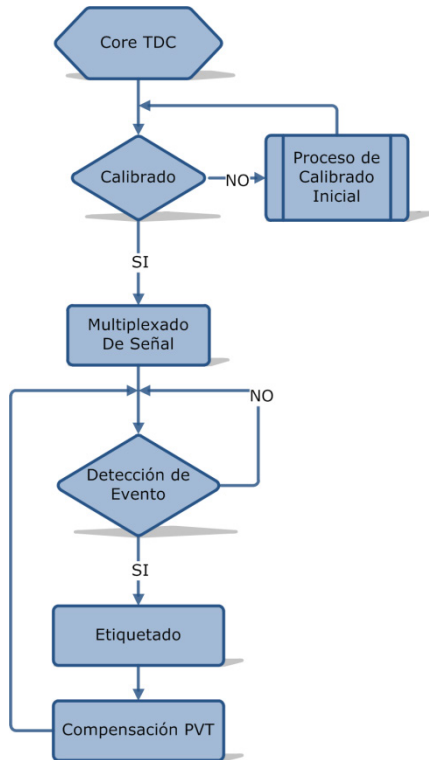 Core TDC
Calibrado
NO
Proceso de
Calibrado
Inicial
SI
Multiplexado
De Señal
NO
Detección de
Evento
SI
Etiquetado
Compensación PVT